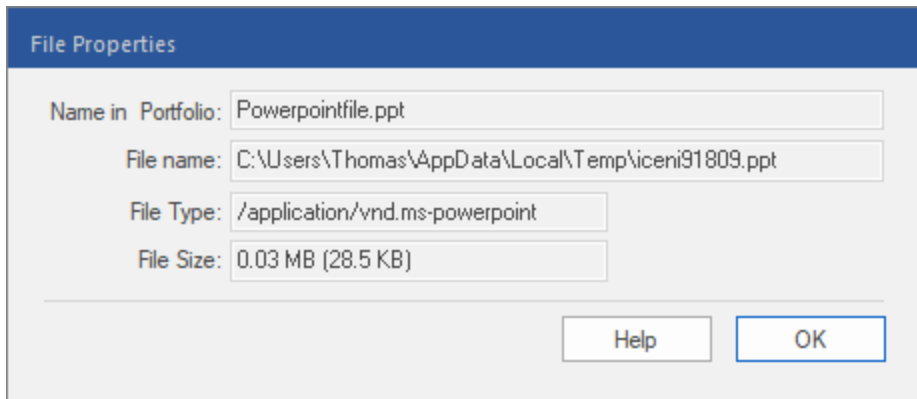 File Properties
Name in Portfolio: Powerpointfile.ppt
File name: C:\Users\Thomas\AppData\Local\Temp\iceni91809.ppt
File Type: /application/vnd.ms-powerpoint
File Size: 0.03 MB (28.5 KB)
Help OK